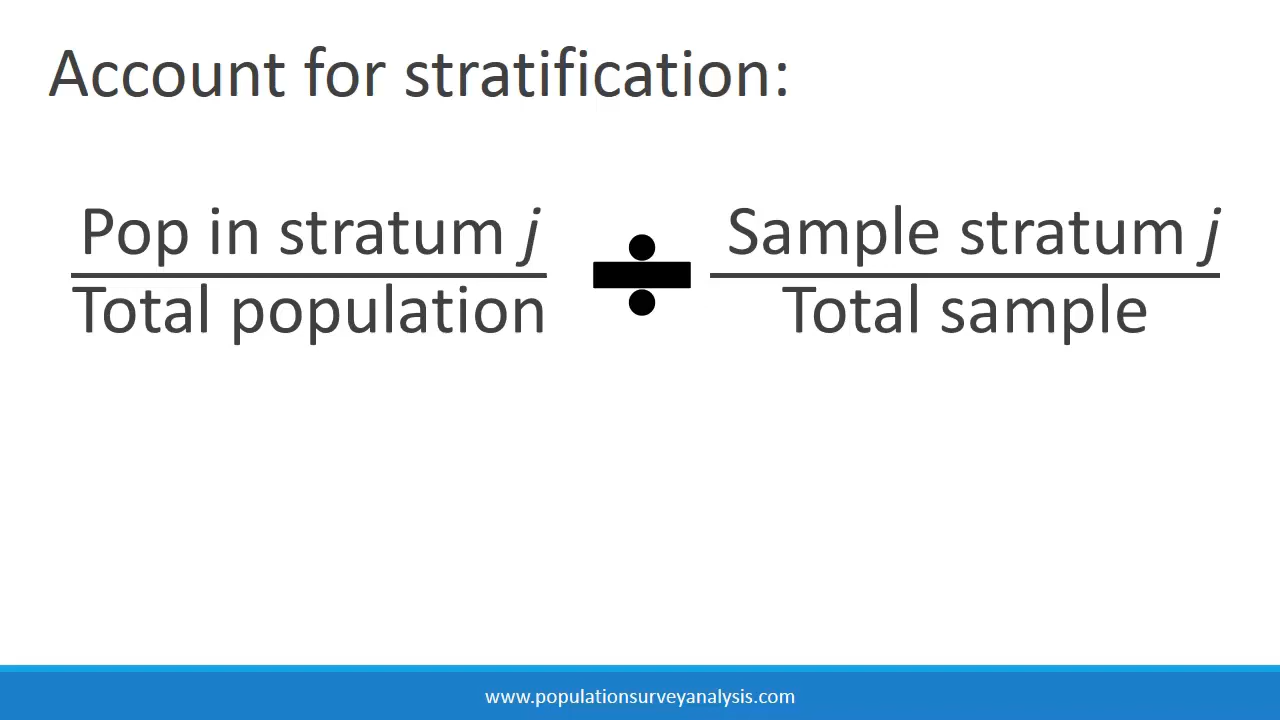 Account for stratification:
Pop in stratum j
Total population
÷
Sample stratum j
Total sample
www.populationsurveyanalysis.com